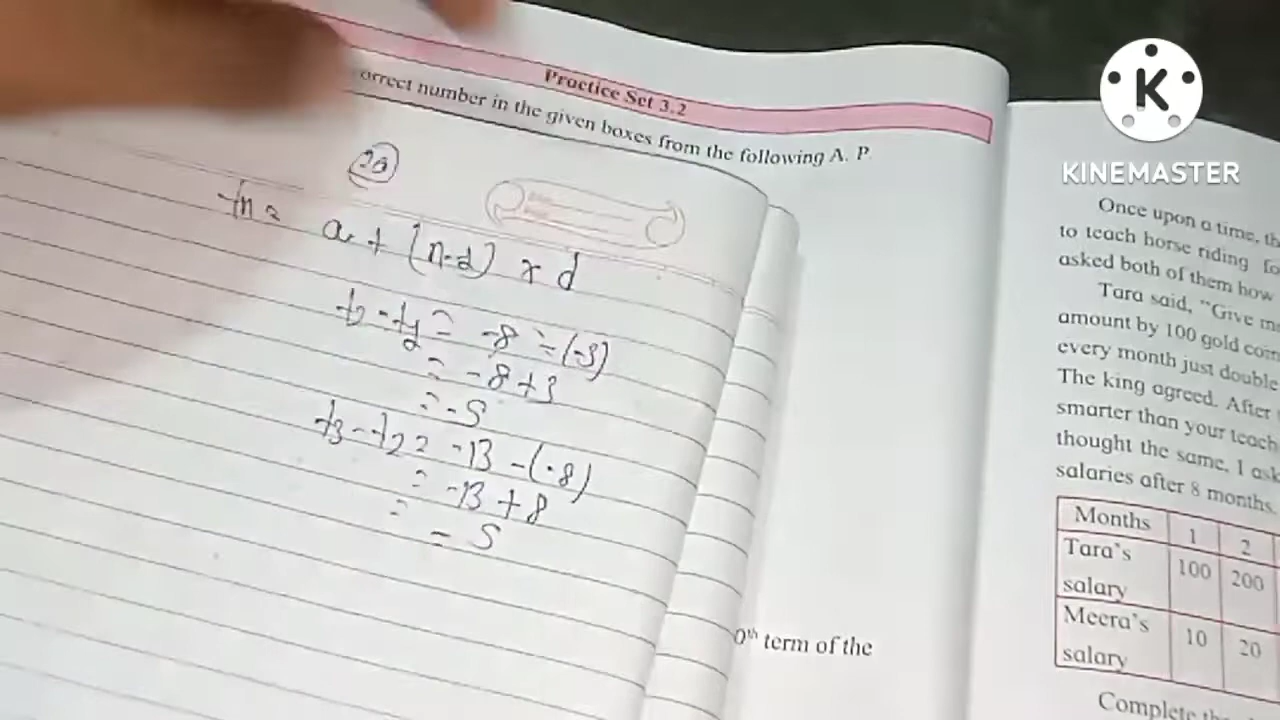 Practice Set 3.2
orrect number in the given boxes from the following A. P.
20
tn = a + (n-d) x d
t2 - t1 = -8 - (-3)
= -8 + 3
= -5
t3 - t2 = -13 - (-8)
= -13 + 8
= = 5
0th term of the
K
KINEMASTER
Once upon a time, th
to teach horse riding fo
asked both of them how
Tara said, "Give m
amount by 100 gold coin
every month just double
The king agreed. After
smarter than your teach
thought the same, I ask
salaries after 8 months.
Months 1 2
Tara's salary 100 200
Meera's salary 10 20